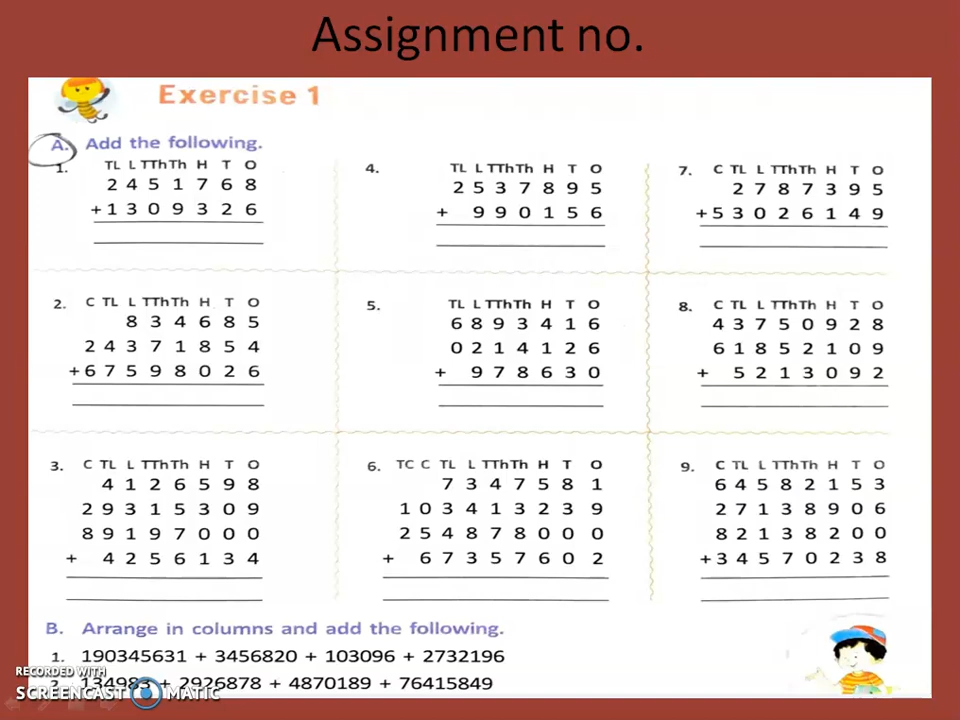 Assignment no.
Exercise 1
A. Add the following.
1.
TL L TTh Th H T O
2 4 5 1 7 6 8
+ 1 3 0 9 3 2 6
4.
TL L TTh Th H T O
2 5 3 7 8 9 5
+ 9 9 0 1 5 6
7.
C TL L TTh Th H T O
2 7 8 7 3 9 5
+ 5 3 0 2 6 1 4 9
2.
C TL L TTh Th H T O
8 3 4 6 8 5
2 4 3 7 1 8 5 4
+ 6 7 5 9 8 0 2 6
5.
TL L TTh Th H T O
6 8 9 3 4 1 6
0 2 1 4 1 2 6
+ 9 7 8 6 3 0
8.
C TL L TTh Th H T O
4 3 7 5 0 9 2 8
6 1 8 5 2 1 0 9
+ 5 2 1 3 0 9 2
3.
C TL L TTh Th H T O
4 1 2 6 5 9 8
2 9 3 1 5 3 0 9
8 9 1 9 7 0 0 0
+ 4 2 5 6 1 3 4
6.
TC C TL L TTh Th H T O
7 3 4 7 5 8 1
1 0 3 4 1 3 2 3 9
2 5 4 8 7 8 0 0 0
+ 6 7 3 5 7 6 0 2
9.
C TL L TTh Th H T O
6 4 5 8 2 1 5 3
2 7 1 3 8 9 0 6
8 2 1 3 8 2 0 0
+ 3 4 5 7 0 2 3 8
B. Arrange in columns and add the following.
1. 190345631 + 3456820 + 103096 + 2732196
2. 134983 + 2926878 + 4870189 + 76415849
RECORDED WITH
SCREENCAST MATIC